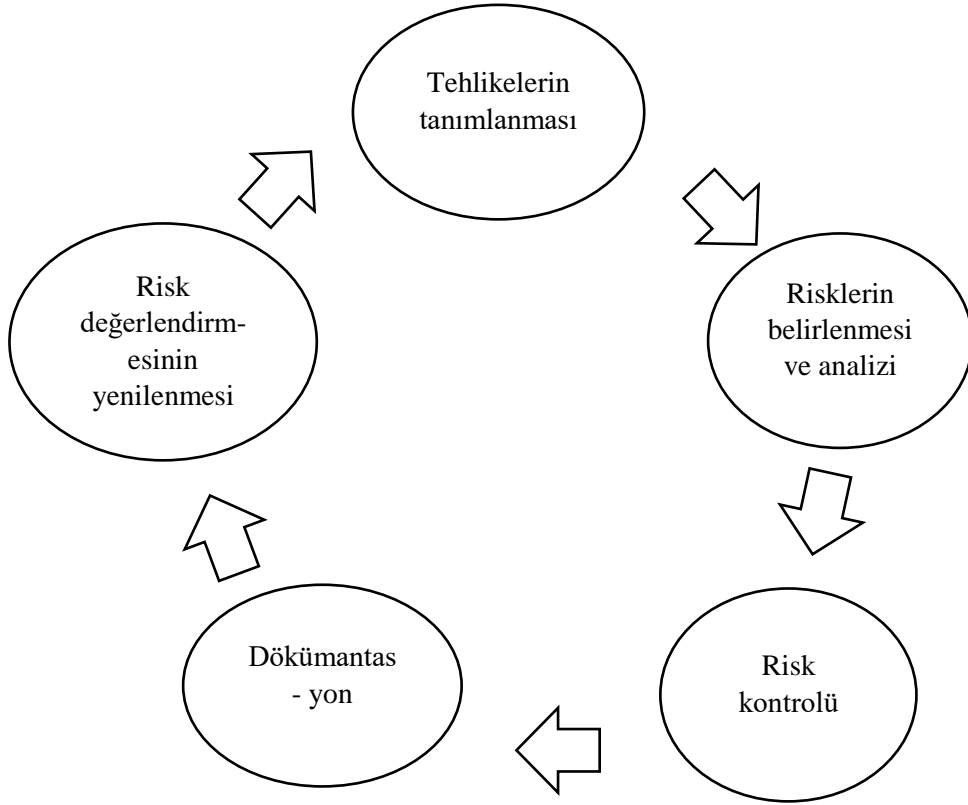 Tehlikelerin
tanımlanması
Risklerin
belirlenmesi
ve analizi
Risk
kontrolü
Dökümantas
- yon
Risk
değerlendirm-
esinin
yenilenmesi